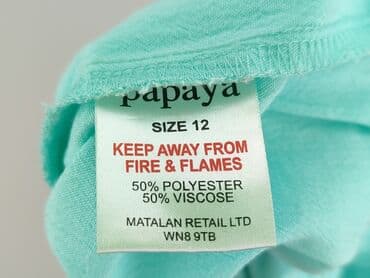 papaya
SIZE 12
KEEP AWAY FROM
FIRE & FLAMES
50% POLYESTER
50% VISCOSE
MATALAN RETAIL LTD
WN8 9TB